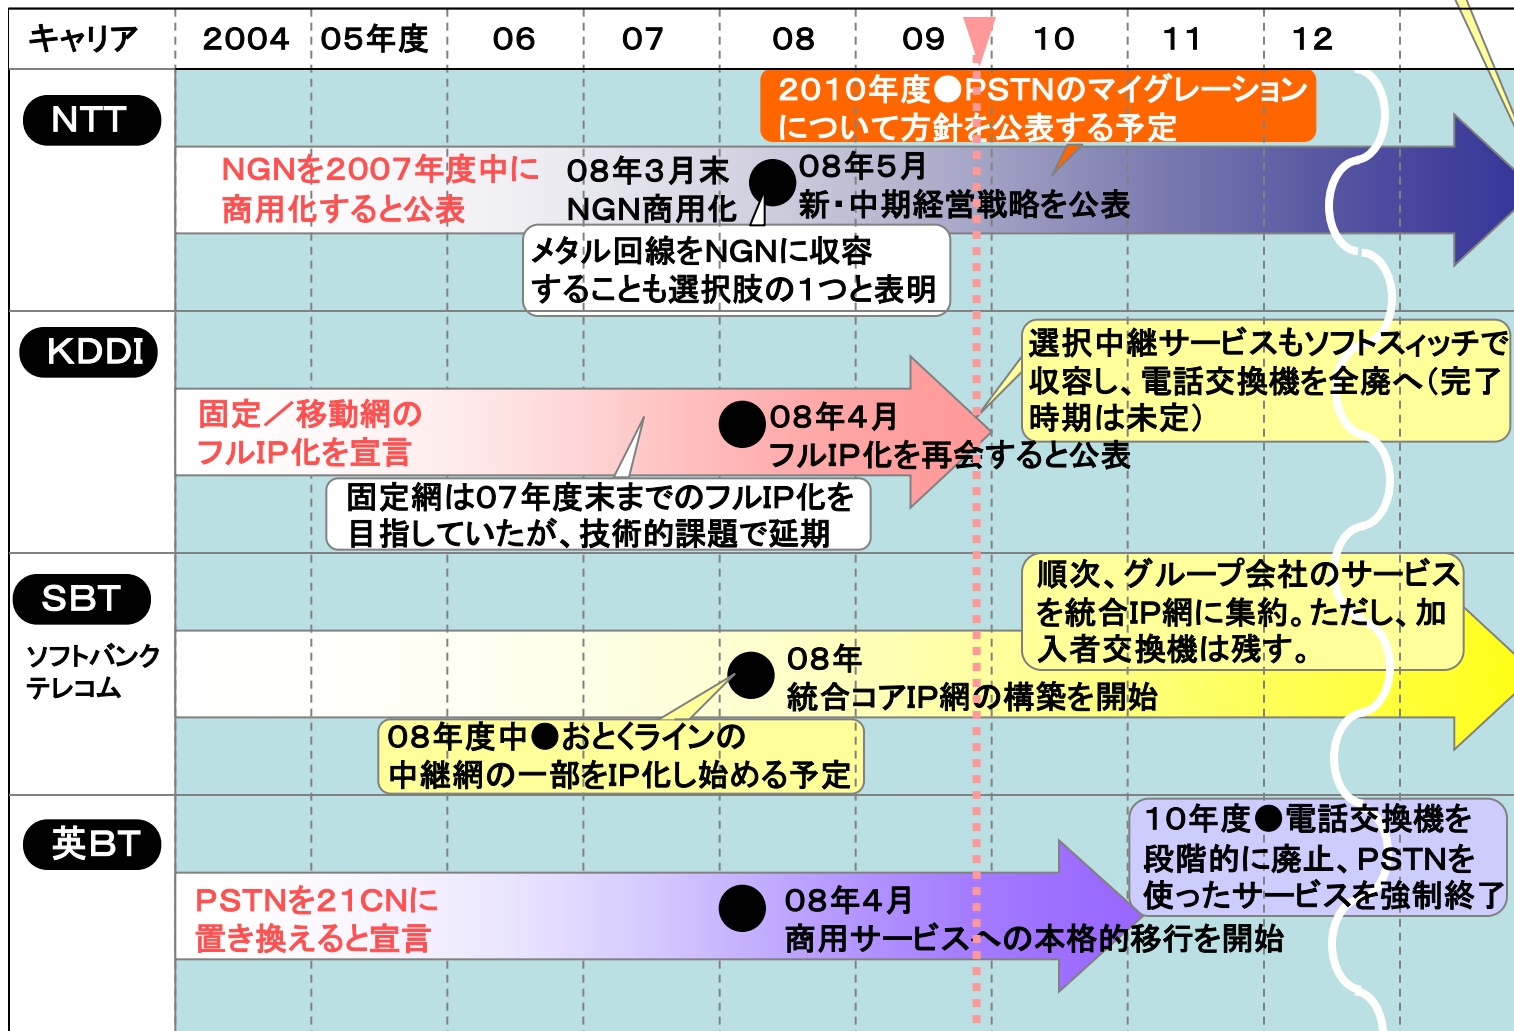 キャリア 2004 05年度 06 07 08 09 10 11 12
NTT
2010年度●PSTNのマイグレーション
について方針を公表する予定
NGNを2007年度中に
商用化すると公表
08年3月末
NGN商用化
08年5月
新・中期経営戦略を公表
メタル回線をNGNに収容
することも選択肢の1つと表明
KDDI
選択中継サービスもソフトスィッチで
収容し、電話交換機を全廃へ(完了
時期は未定)
固定/移動網の
フルIP化を宣言
08年4月
フルIP化を再会すると公表
固定網は07年度末までのフルIP化を
目指していたが、技術的課題で延期
SBT
ソフトバンク
テレコム
順次、グループ会社のサービス
を統合IP網に集約。ただし、加
入者交換機は残す。
08年
統合コアIP網の構築を開始
08年度中●おとくラインの
中継網の一部をIP化し始める予定
英BT
10年度●電話交換機を
段階的に廃止、PSTNを
使ったサービスを強制終了
PSTNを21CNに
置き換えると宣言
08年4月
商用サービスへの本格的移行を開始